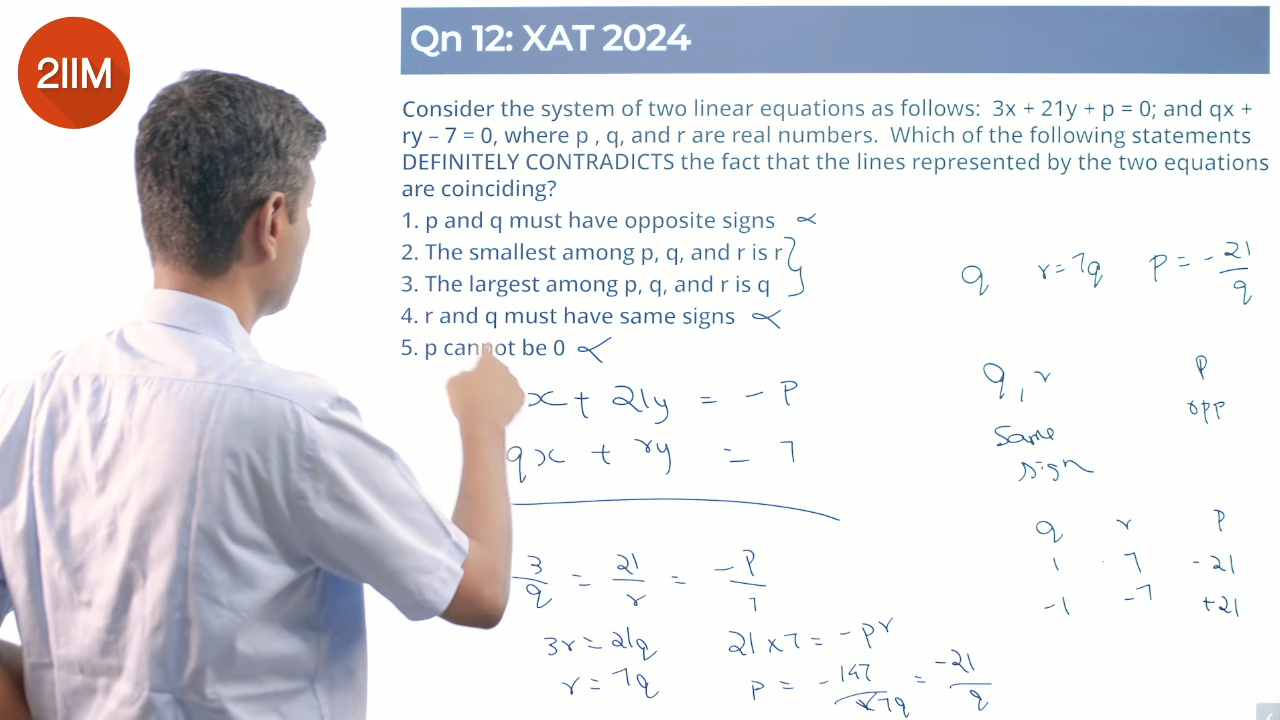 2IIM
Qn 12: XAT 2024
Consider the system of two linear equations as follows: 3x + 21y + p = 0; and qx +
ry – 7 = 0, where p , q, and r are real numbers. Which of the following statements
DEFINITELY CONTRADICTS the fact that the lines represented by the two equations
are coinciding?
1. p and q must have opposite signs
2. The smallest among p, q, and r is r
3. The largest among p, q, and r is q
4. r and q must have same signs
5. p cannot be 0
x + 21y = - P
qx + ry = 7
3/q = 21/r = -P/7
3r = 21q
r = 7q
21 x 7 = - pr
P = - 147/7q = -21/q
q r = 7q P = - 21/q
q, r P
same opp
sign
q r P
1 7 - 21
-1 -7 +21